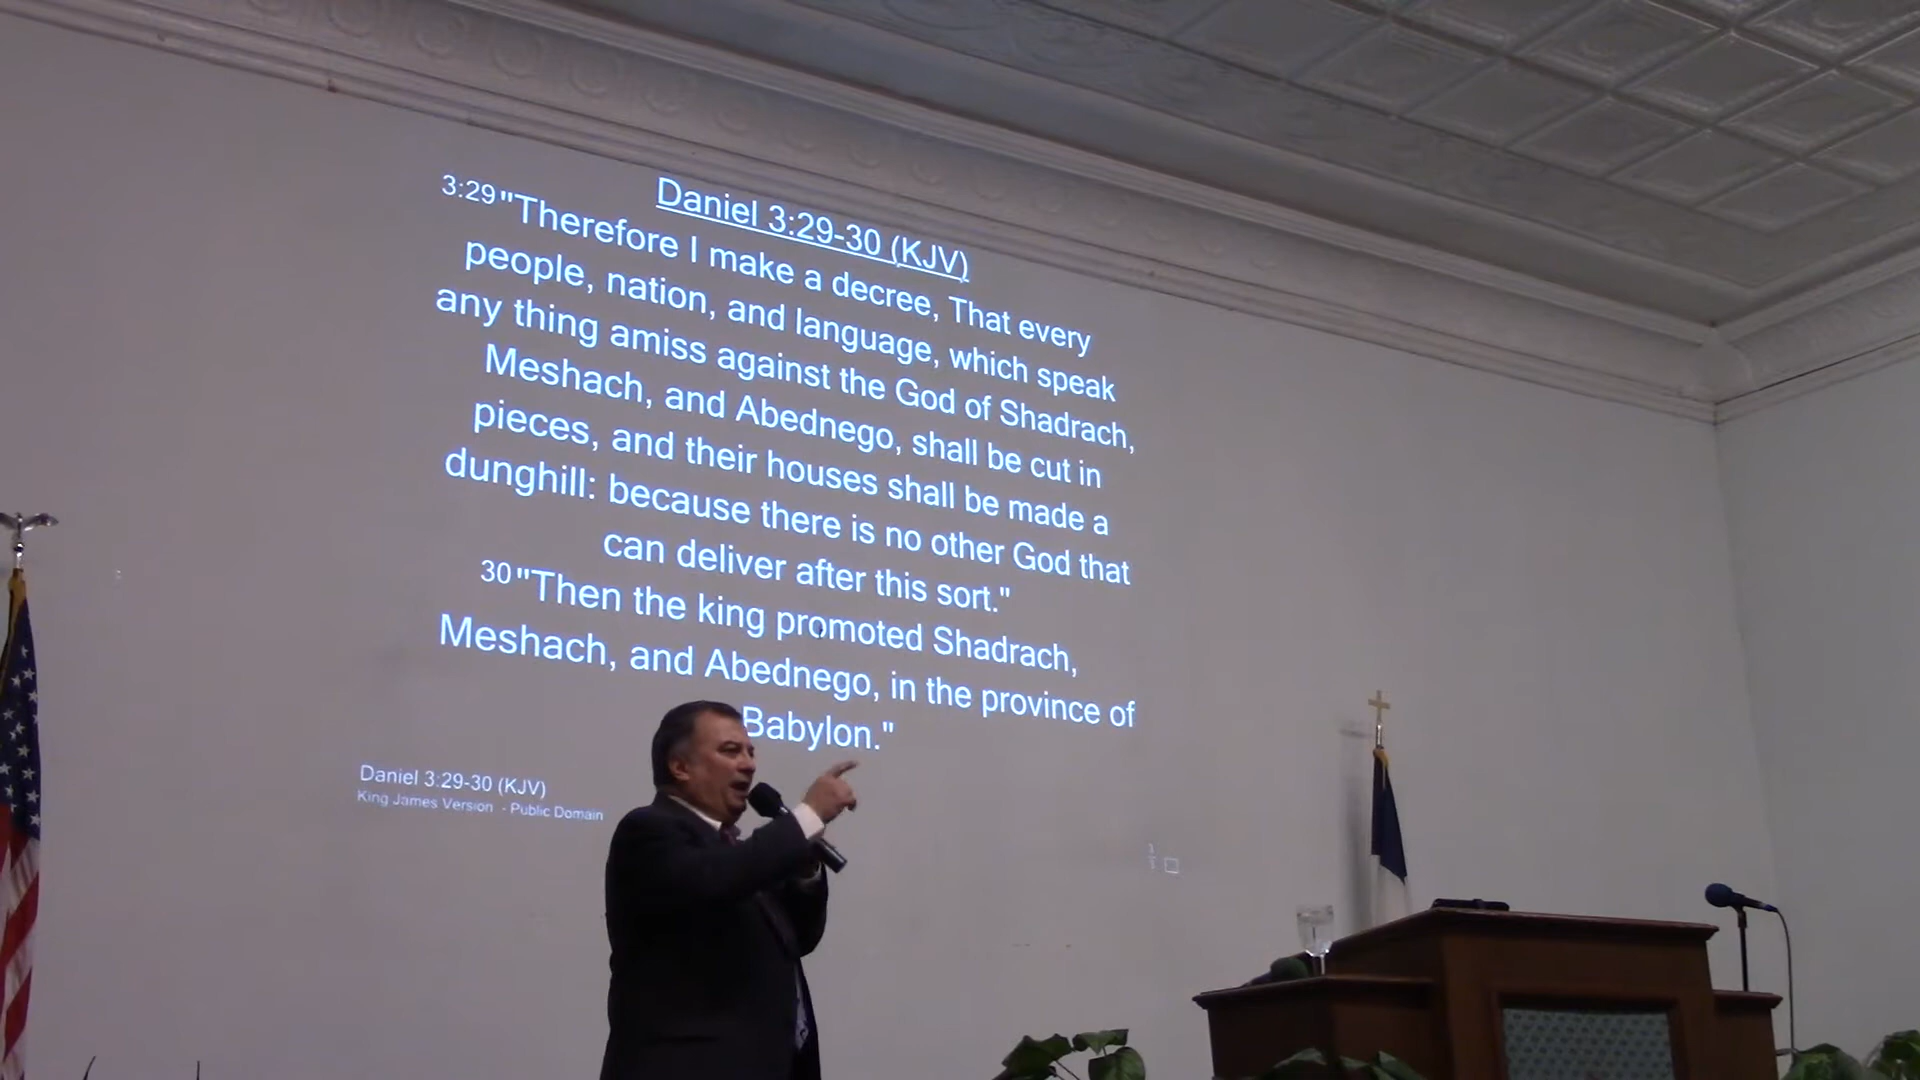 Daniel 3:29-30 (KJV)
3:29 "Therefore I make a decree, That every
people, nation, and language, which speak
any thing amiss against the God of Shadrach,
Meshach, and Abednego, shall be cut in
pieces, and their houses shall be made a
dunghill: because there is no other God that
can deliver after this sort."
30 "Then the king promoted Shadrach,
Meshach, and Abednego, in the province of
Babylon."
Daniel 3:29-30 (KJV)
King James Version - Public Domain